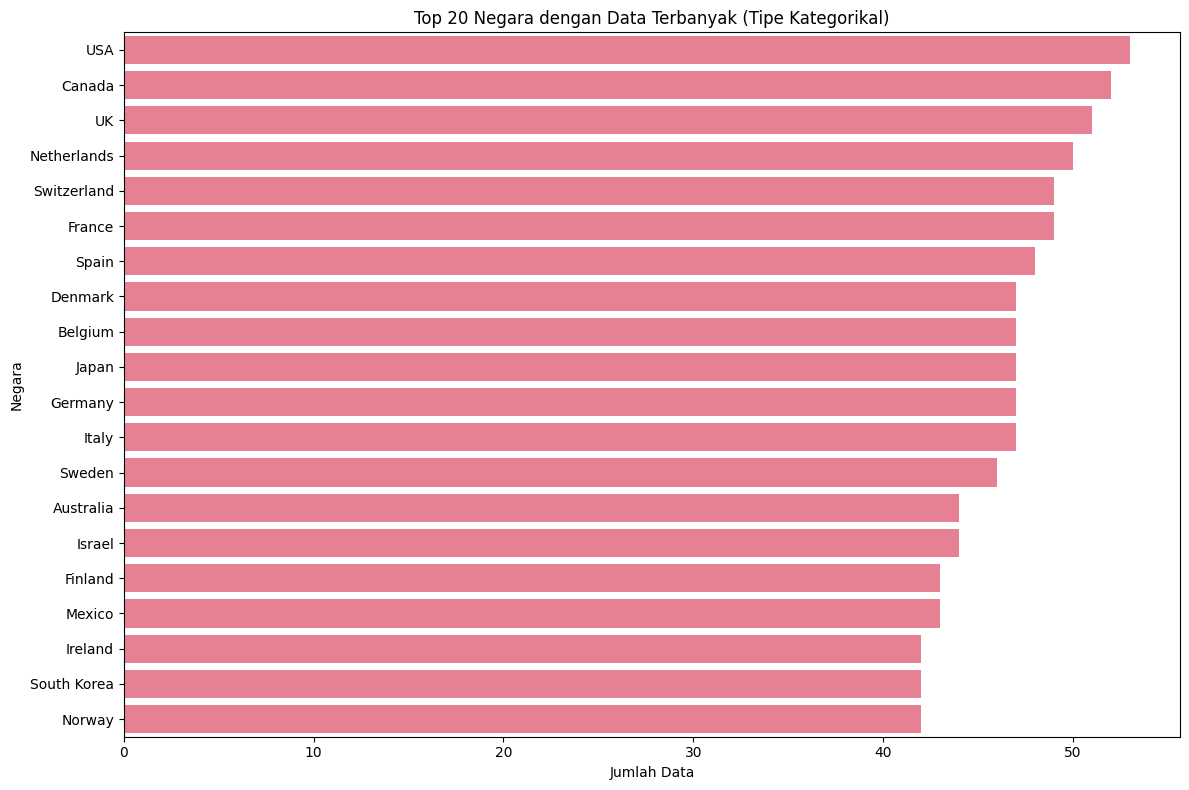 Top 20 Negara dengan Data Terbanyak (Tipe Kategorikal)
Negara
USA
Canada
UK
Netherlands
Switzerland
France
Spain
Denmark
Belgium
Japan
Germany
Italy
Sweden
Australia
Israel
Finland
Mexico
Ireland
South Korea
Norway
0 10 20 30 40 50
Jumlah Data